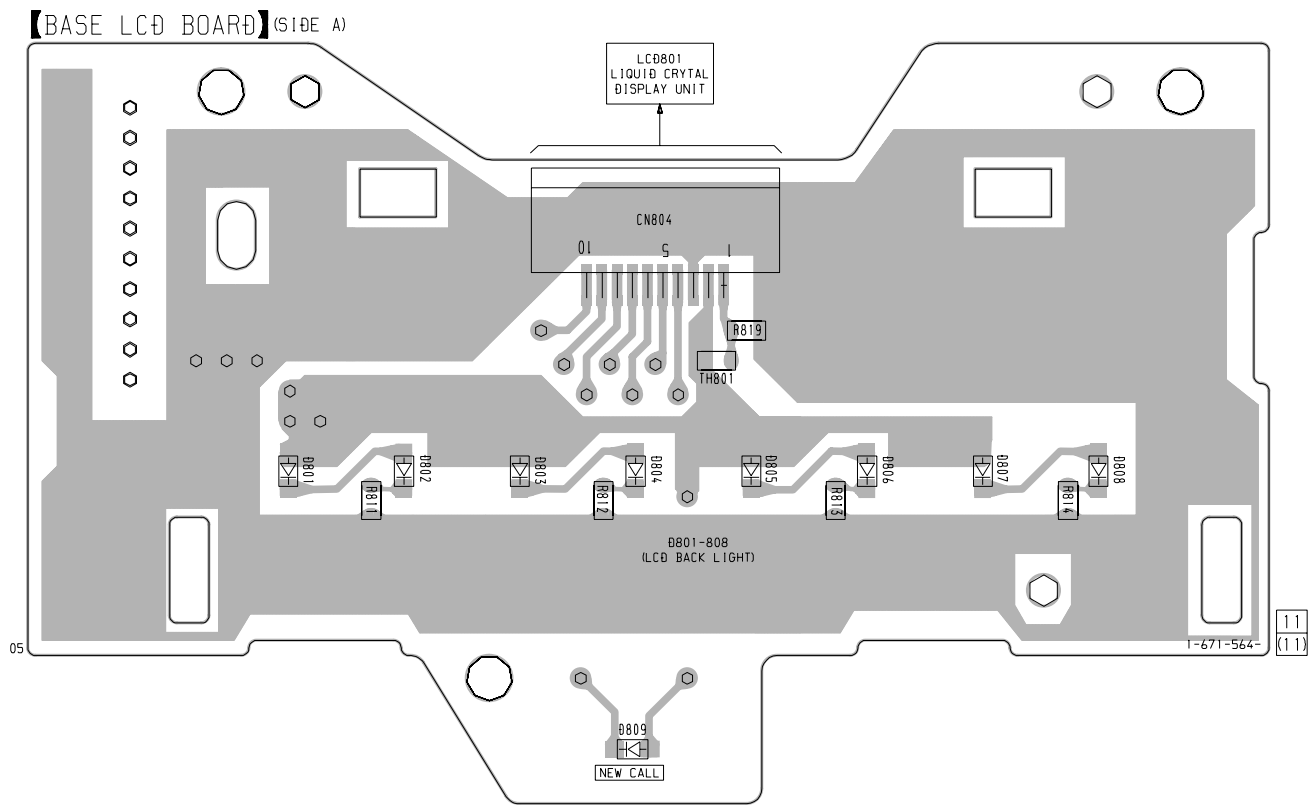 【BASE LCD BOARD】(SIDE A)
LCD801
LIQUID CRYTAL
DISPLAY UNIT
CN804
10 5 1
R819
TH801
D801
D802
D803
D804
D805
D806
D807
D808
R811
R812
R813
R814
D801-808
(LCD BACK LIGHT)
05
1-671-564-
11
(11)
D809
NEW CALL